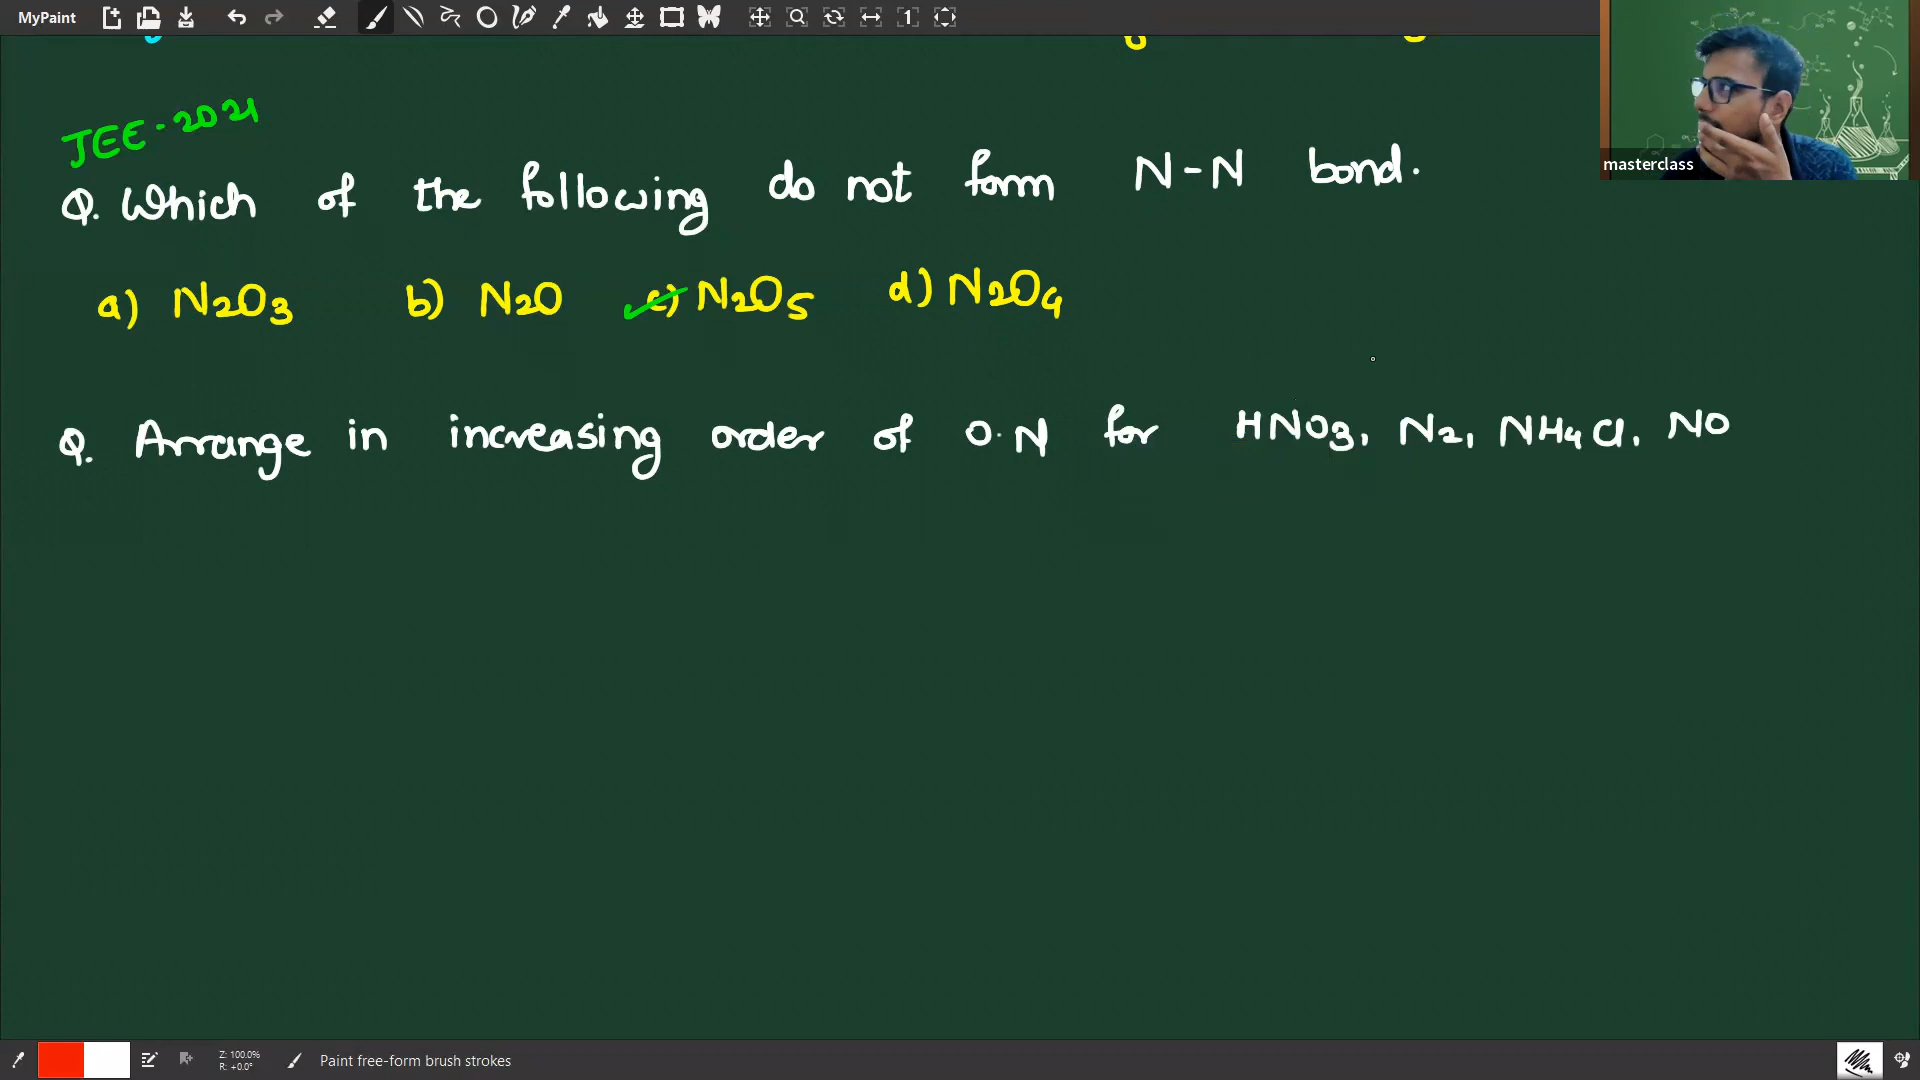 MyPaint
masterclass
JEE-2021
Q. Which of the following do not form N-N bond.
a) N2O3 b) N2O c) N2O5 d) N2O4
Q. Arrange in increasing order of O.N for HNO3, N2, NH4Cl, NO
Z: 100.0%
R: +0.0°
Paint free-form brush strokes